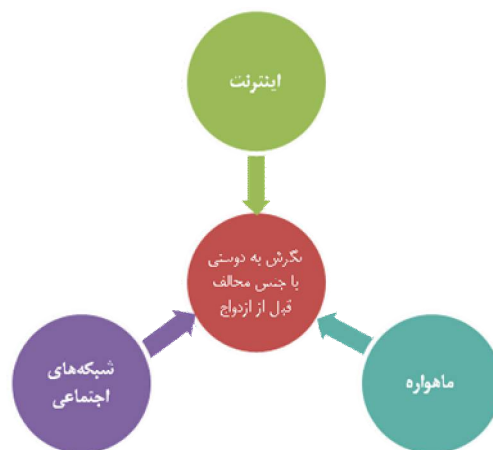 اینترنت
نگرش به دوستی
با جنس مخالف
قبل از ازدواج
شبکه‌های
اجتماعی
ماهواره